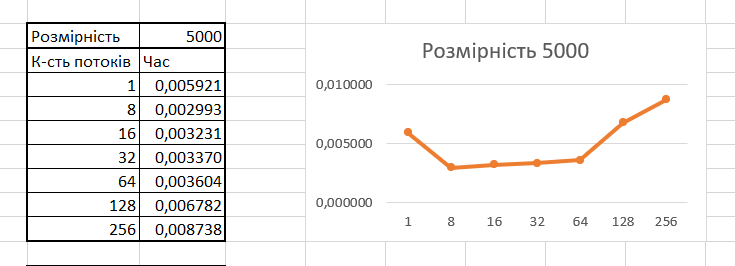 Розмірність 5000
К-сть потоків Час
1 0,005921
8 0,002993
16 0,003231
32 0,003370
64 0,003604
128 0,006782
256 0,008738
Розмірність 5000
0,010000
0,005000
0,000000
1 8 16 32 64 128 256